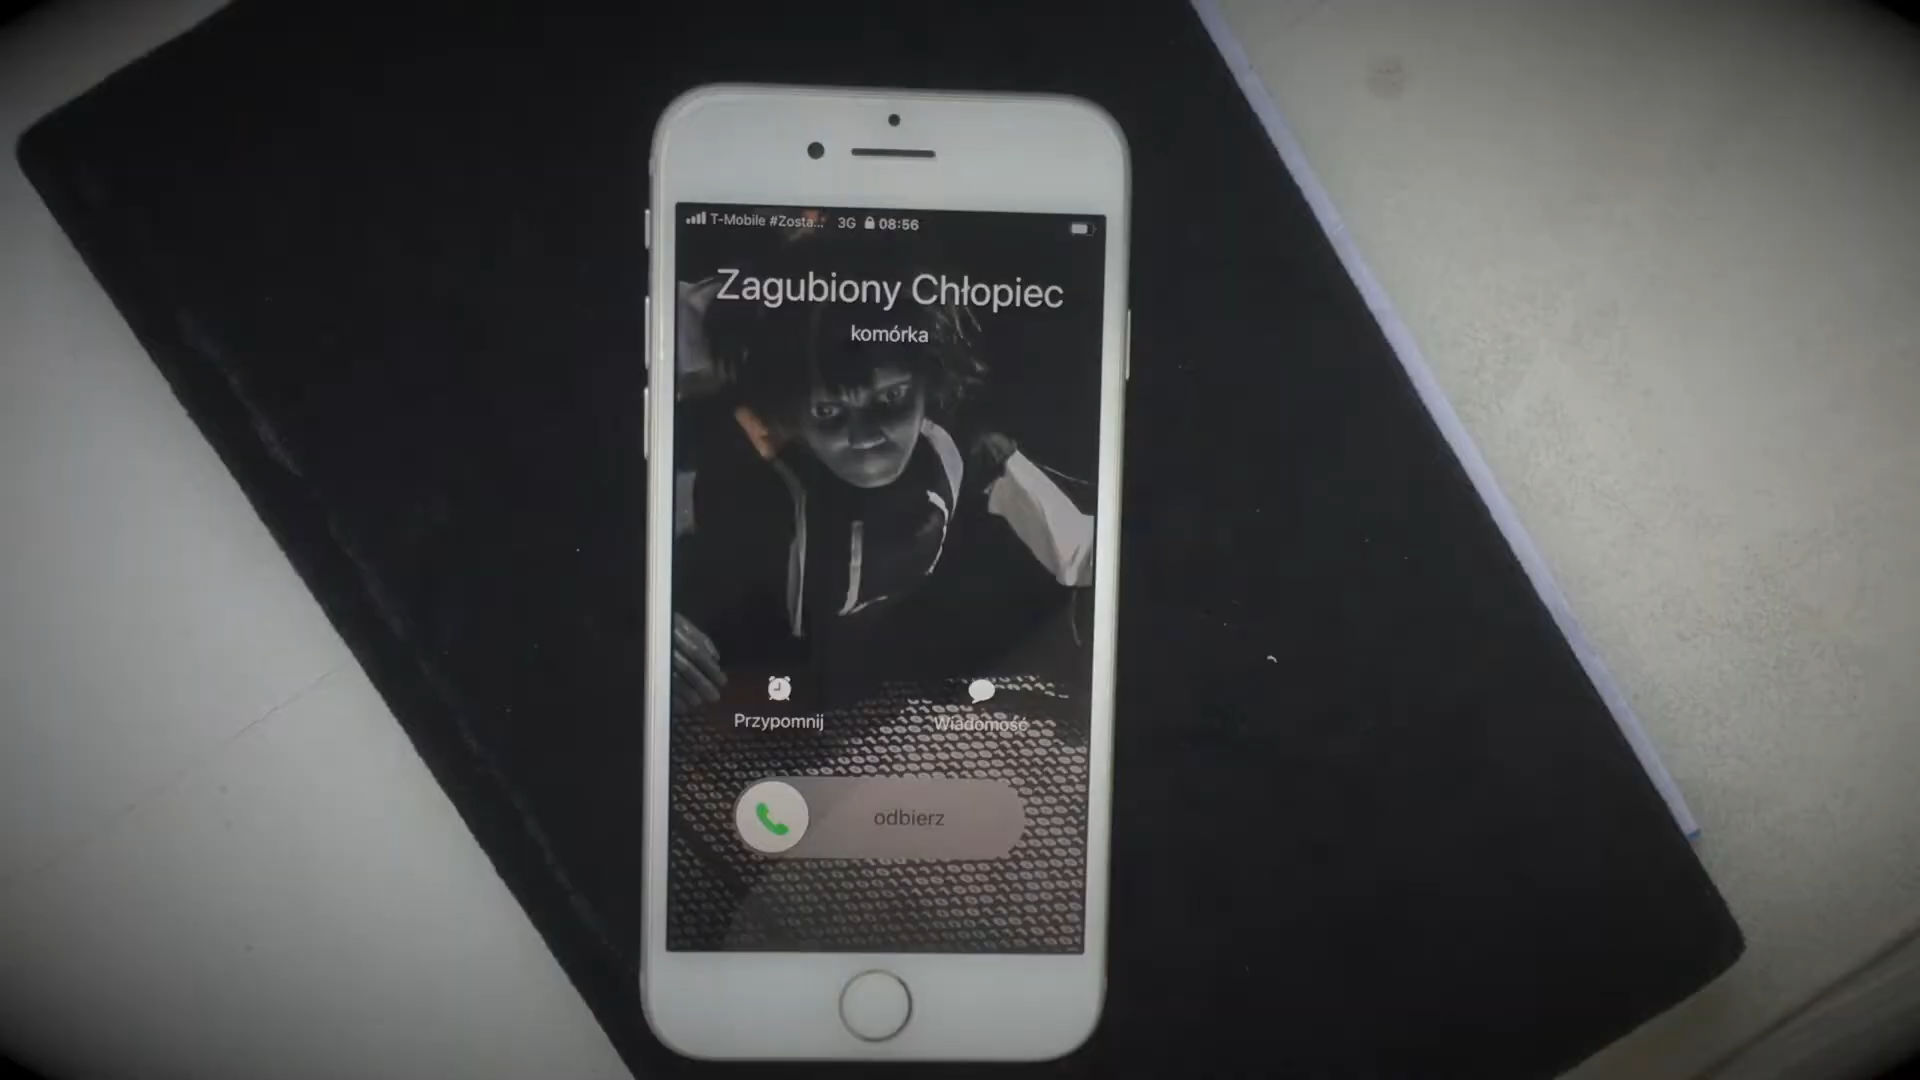 T-Mobile #Zosta... 3G 08:56
Zagubiony Chłopiec
komórka
Przypomnij
Wiadomość
odbierz